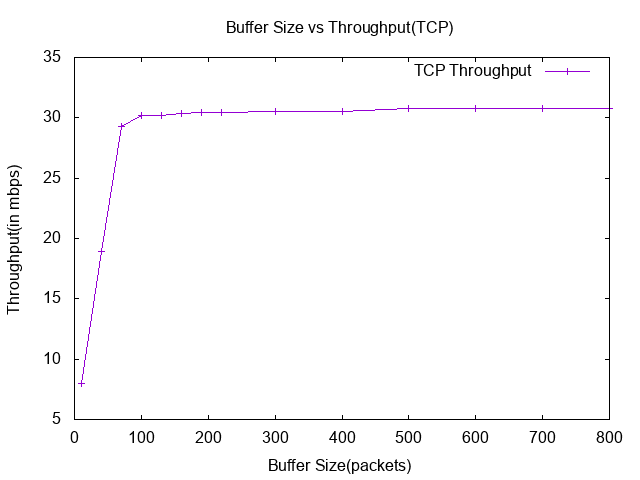 Buffer Size vs Throughput(TCP)
TCP Throughput
35
30
25
20
15
10
5
Throughput(in mbps)
0 100 200 300 400 500 600 700 800
Buffer Size(packets)